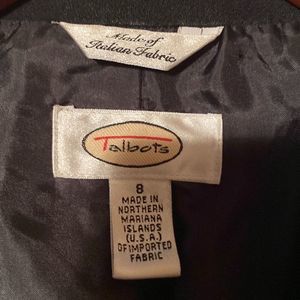 Made of
Italian Fabric
Talbots
8
MADE IN
NORTHERN
MARIANA
ISLANDS
(U.S.A.)
OF IMPORTED
FABRIC